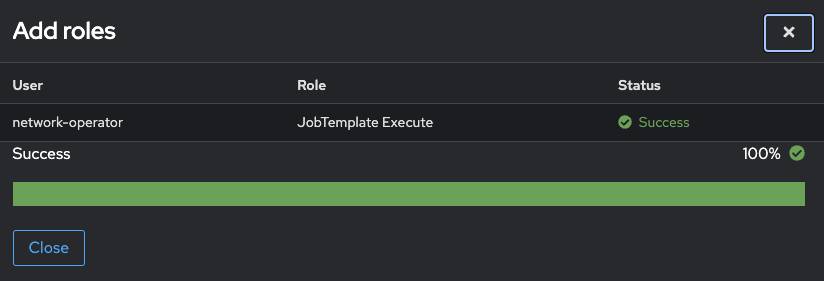 Add roles
User Role Status
network-operator JobTemplate Execute Success
Success 100%
Close